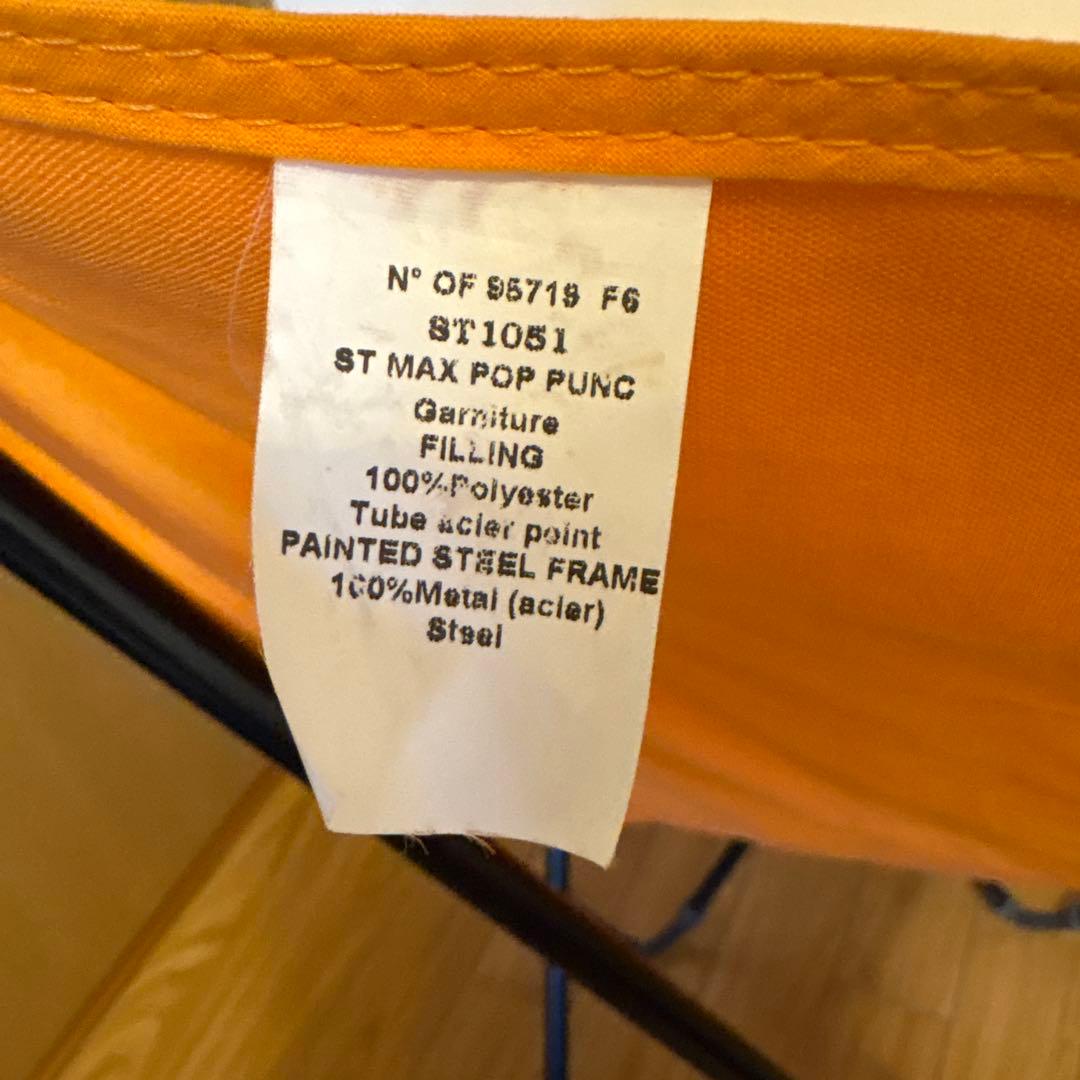 N° OF 95719 F6
ST1051
ST MAX POP PUNC
Garniture
FILLING
100%Polyester
Tube acier point
PAINTED STEEL FRAME
100%Metal (acier)
Steel